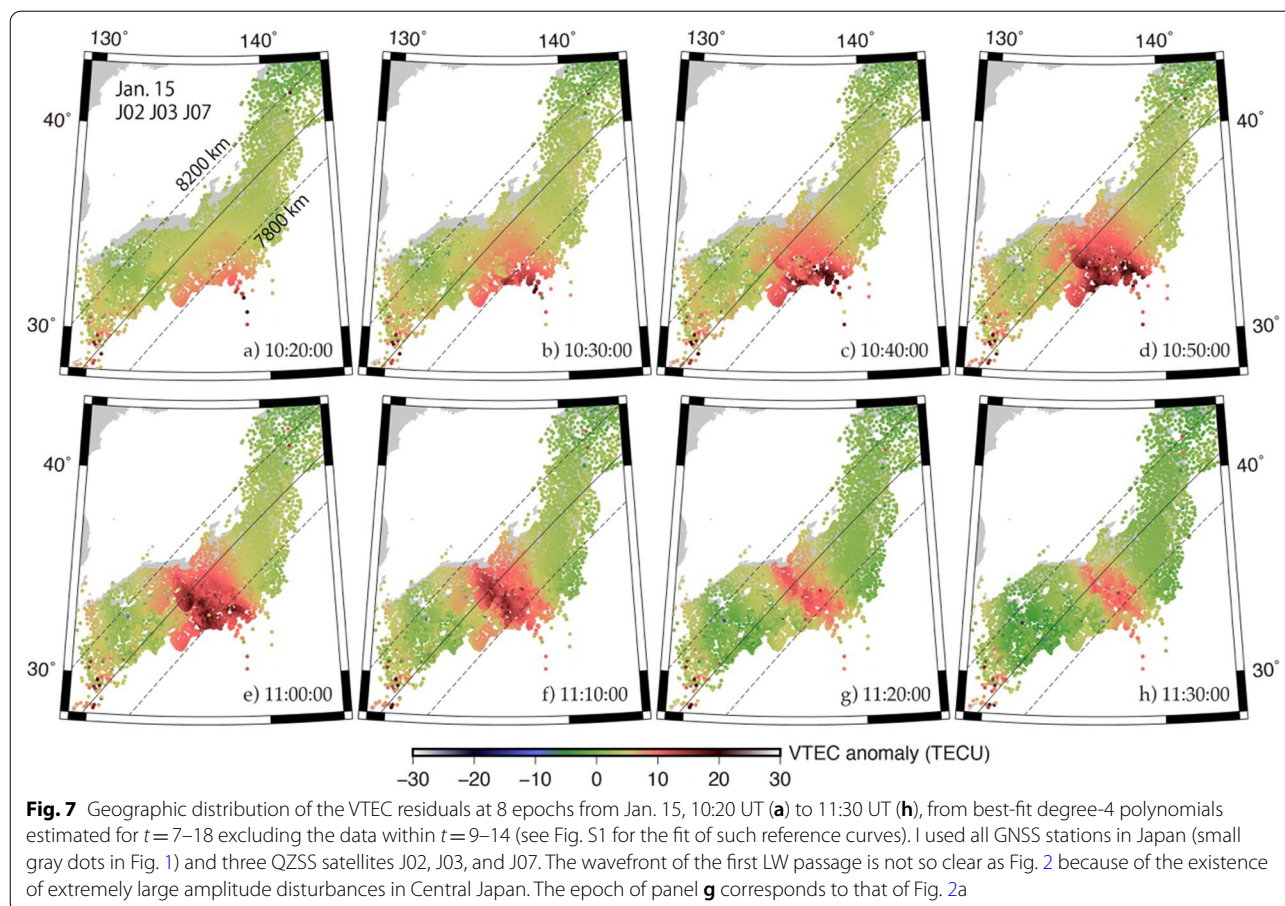 130° 140° 130° 140° 130° 140° 130° 140°
Jan. 15
J02 J03 J07
40° 40°
8200 km
7800 km
30° 30°
a) 10:20:00 b) 10:30:00 c) 10:40:00 d) 10:50:00
40° 40°
30° 30°
e) 11:00:00 f) 11:10:00 g) 11:20:00 h) 11:30:00
VTEC anomaly (TECU)
−30 −20 −10 0 10 20 30
Fig. 7 Geographic distribution of the VTEC residuals at 8 epochs from Jan. 15, 10:20 UT (a) to 11:30 UT (h), from best-fit degree-4 polynomials
estimated for t = 7–18 excluding the data within t = 9–14 (see Fig. S1 for the fit of such reference curves). I used all GNSS stations in Japan (small
gray dots in Fig. 1) and three QZSS satellites J02, J03, and J07. The wavefront of the first LW passage is not so clear as Fig. 2 because of the existence
of extremely large amplitude disturbances in Central Japan. The epoch of panel g corresponds to that of Fig. 2a